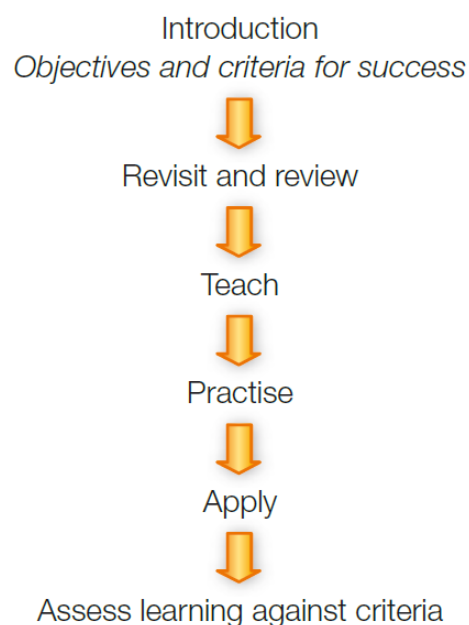 Introduction
Objectives and criteria for success
Revisit and review
Teach
Practise
Apply
Assess learning against criteria